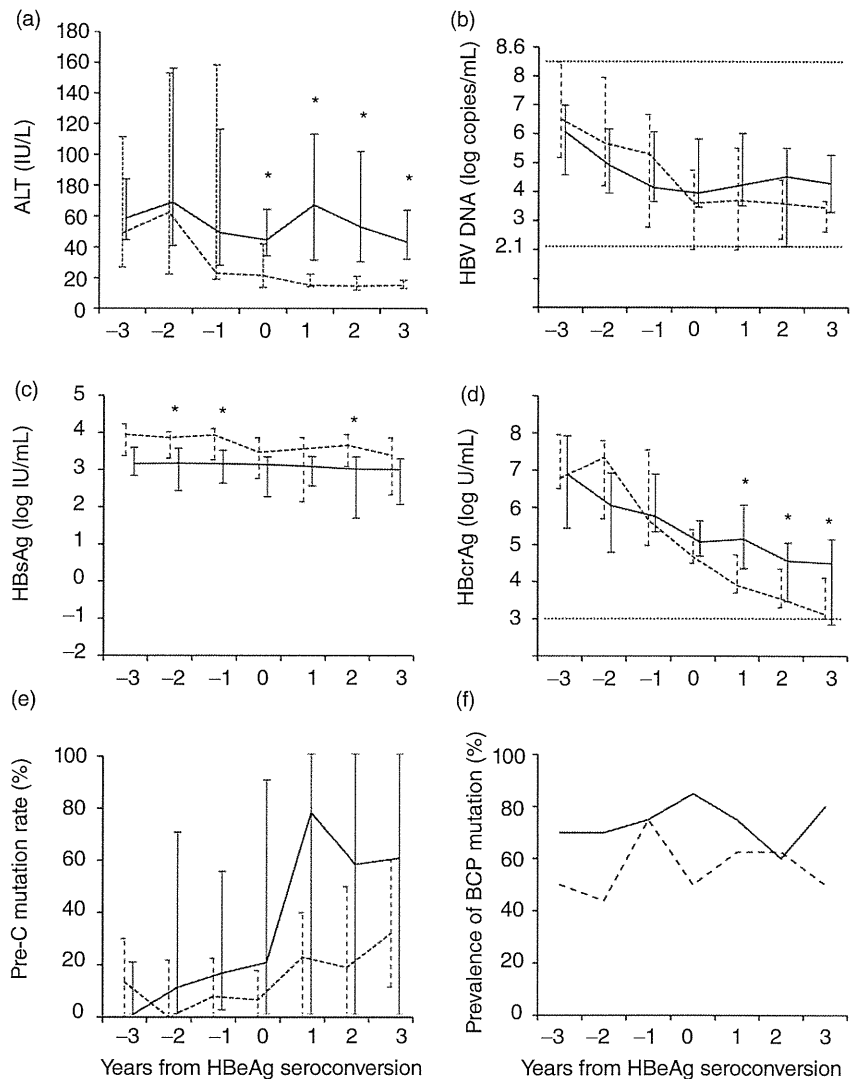 (a)
180
160
180
120
160
180
60
40
20
0
ALT (IU/L)
* * * *
−3 −2 −1 0 1 2 3
(b)
8.6
8
7
6
5
4
3
2.1
HBV DNA (log copies/mL)
−3 −2 −1 0 1 2 3
(c)
5
4
3
2
1
0
−1
−2
HBsAg (log IU/mL)
* * *
−3 −2 −1 0 1 2 3
(d)
8
7
6
5
4
3
HBcrAg (log U/mL)
* * *
−3 −2 −1 0 1 2 3
(e)
100
80
60
40
20
0
Pre-C mutation rate (%)
−3 −2 −1 0 1 2 3
Years from HBeAg seroconversion
(f)
100
80
60
40
20
0
Prevalence of BCP mutation (%)
−3 −2 −1 0 1 2 3
Years from HBeAg seroconversion